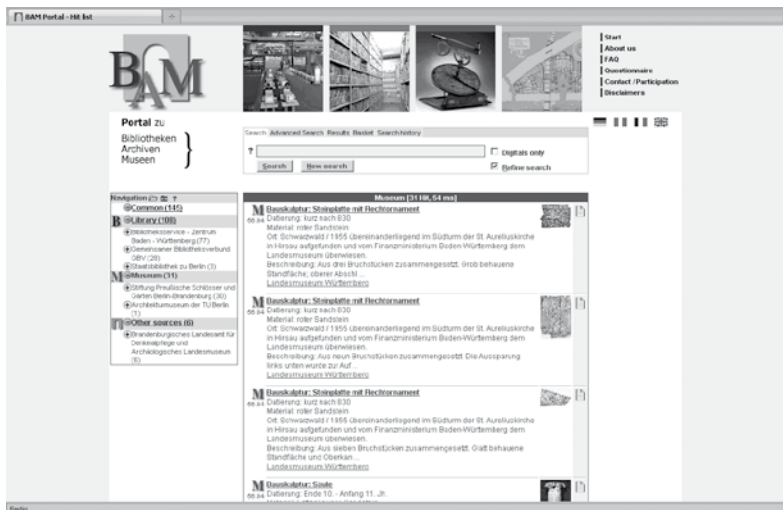 BAM Portal - Hit list
BAM
Start
About us
FAQ
Questionnaire
Contact / Participation
Disclaimers
Portal zu
Bibliotheken
Archiven
Museen
Search Advanced Search Results Basket Search history
?
Digitals only
Search New search
Refine search
Navigation ?
Common (145)
B Library (108)
Bibliotheksservice - Zentrum
Baden - Württemberg (77)
Gemeinsamer Bibliotheksverbund
GBV (28)
Staatsbibliothek zu Berlin (3)
M Museum (31)
Stiftung Preußische Schlösser und
Gärten Berlin-Brandenburg (30)
Architekturmuseum der TU Berlin
(1)
Other sources (6)
Brandenburgisches Landesamt für
Denkmalpflege und
Archäologisches Landesmuseum
(6)
Museum [31 Hit, 54 ms]
M Bauskulptur: Steinplatte mit Flechtornament
Datierung: kurz nach 830
Material: roter Sandstein
Ort: Schwarzwald / 1955 übereinanderliegend im Südturm der St. Aureliuskirche
in Hirsau aufgefunden und vom Finanzministerium Baden-Württemberg dem
Landesmuseum überwiesen.
Beschreibung: Aus drei Bruchstücken zusammengesetzt. Grob behauene
Standfläche; oberer Abschl ...
Landesmuseum Württemberg
M Bauskulptur: Steinplatte mit Flechtornament
Datierung: kurz nach 830
Material: roter Sandstein
Ort: Schwarzwald / 1955 übereinanderliegend im Südturm der St. Aureliuskirche
in Hirsau aufgefunden und vom Finanzministerium Baden-Württemberg dem
Landesmuseum überwiesen.
Beschreibung: Aus neun Bruchstücken zusammengesetzt. Die Aussparung
links unten wurde zur Auf ...
Landesmuseum Württemberg
M Bauskulptur: Steinplatte mit Flechtornament
Datierung: kurz nach 830
Material: roter Sandstein
Ort: Schwarzwald / 1955 übereinanderliegend im Südturm der St. Aureliuskirche
in Hirsau aufgefunden und vom Finanzministerium Baden-Württemberg dem
Landesmuseum überwiesen.
Beschreibung: Aus sieben Bruchstücken zusammengesetzt. Glatt behauene
Standfläche und Oberkan ...
Landesmuseum Württemberg
M Bauskulptur: Säule
Datierung: Ende 10. - Anfang 11. Jh.